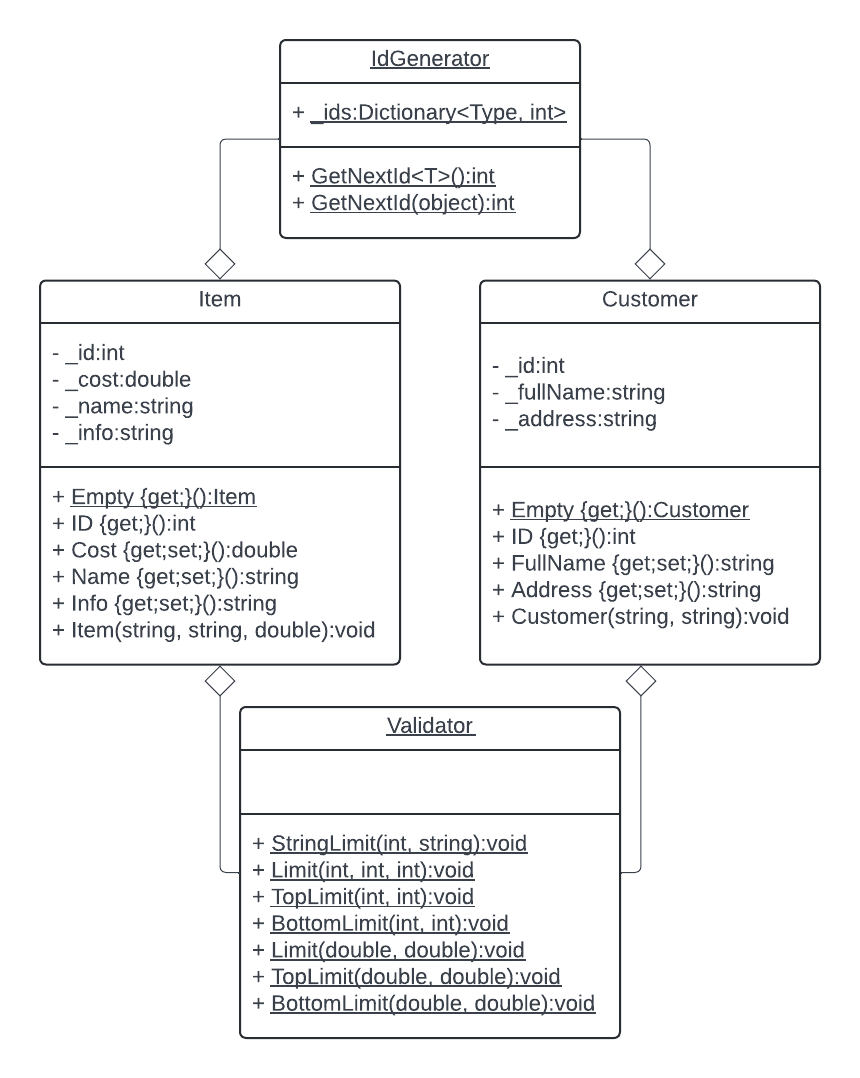 IdGenerator
+ _ids:Dictionary<Type, int>
+ GetNextId<T>():int
+ GetNextId(object):int
Item
- _id:int
- _cost:double
- _name:string
- _info:string
+ Empty {get;}():Item
+ ID {get;}():int
+ Cost {get;set;}():double
+ Name {get;set;}():string
+ Info {get;set;}():string
+ Item(string, string, double):void
Customer
- _id:int
- _fullName:string
- _address:string
+ Empty {get;}():Customer
+ ID {get;}():int
+ FullName {get;set;}():string
+ Address {get;set;}():string
+ Customer(string, string):void
Validator
+ StringLimit(int, string):void
+ Limit(int, int, int):void
+ TopLimit(int, int):void
+ BottomLimit(int, int):void
+ Limit(double, double):void
+ TopLimit(double, double):void
+ BottomLimit(double, double):void